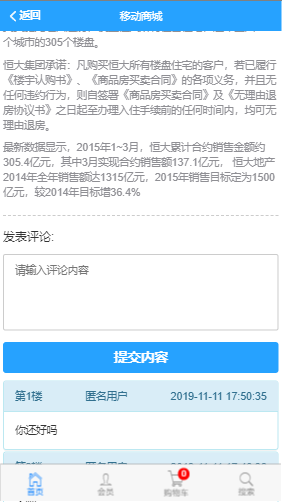 返回
移动商城
个城市的305个楼盘。
恒大集团承诺：凡购买恒大所有楼盘住宅的客户，若已履行
《楼宇认购书》、《商品房买卖合同》的各项义务，并且无
任何违约行为，则自签署《商品房买卖合同》及《无理由退
房协议书》之日起至办理入住手续前的任何时间内，均可无
理由退房。
最新数据显示，2015年1~3月，恒大累计合约销售金额约
305.4亿元，其中3月实现合约销售额137.1亿元， 恒大地产
2014年全年销售额达1315亿元，2015年销售目标定为1500
亿元，较2014年目标增36.4%
发表评论:
请输入评论内容
提交内容
第1楼 匿名用户 2019-11-11 17:50:35
你还好吗
首页 会员 购物车 0 搜索